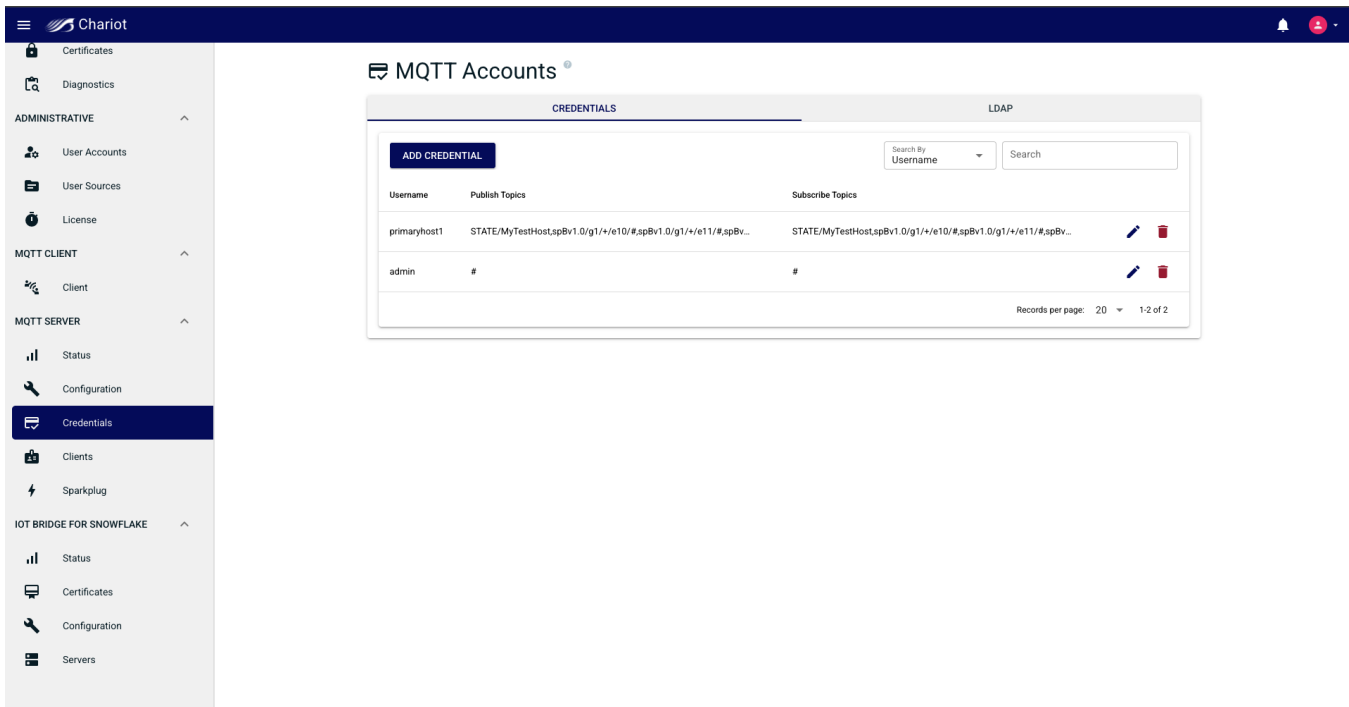 Chariot
Certificates
Diagnostics
ADMINISTRATIVE
User Accounts
User Sources
License
MQTT CLIENT
Client
MQTT SERVER
Status
Configuration
Credentials
Clients
Sparkplug
IOT BRIDGE FOR SNOWFLAKE
Status
Certificates
Configuration
Servers
MQTT Accounts ?
CREDENTIALS LDAP
ADD CREDENTIAL
Search By
Username
Search
Username Publish Topics Subscribe Topics
primaryhost1 STATE/MyTestHost,spBv1.0/g1/+/e10/#,spBv1.0/g1/+/e11/#,spBv... STATE/MyTestHost,spBv1.0/g1/+/e10/#,spBv1.0/g1/+/e11/#,spBv...
admin # #
Records per page: 20 1-2 of 2